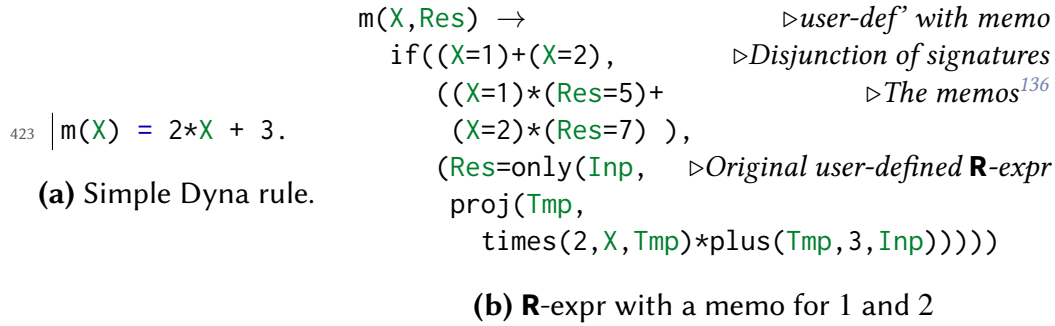 423 m(X) = 2*X + 3.
(a) Simple Dyna rule.
m(X,Res) → ▷user-def' with memo
if((X=1)+(X=2), ▷Disjunction of signatures
((X=1)*(Res=5)+ ▷The memos136
(X=2)*(Res=7) ),
(Res=only(Inp, ▷Original user-defined R-expr
proj(Tmp,
times(2,X,Tmp)*plus(Tmp,3,Inp)))))
(b) R-expr with a memo for 1 and 2